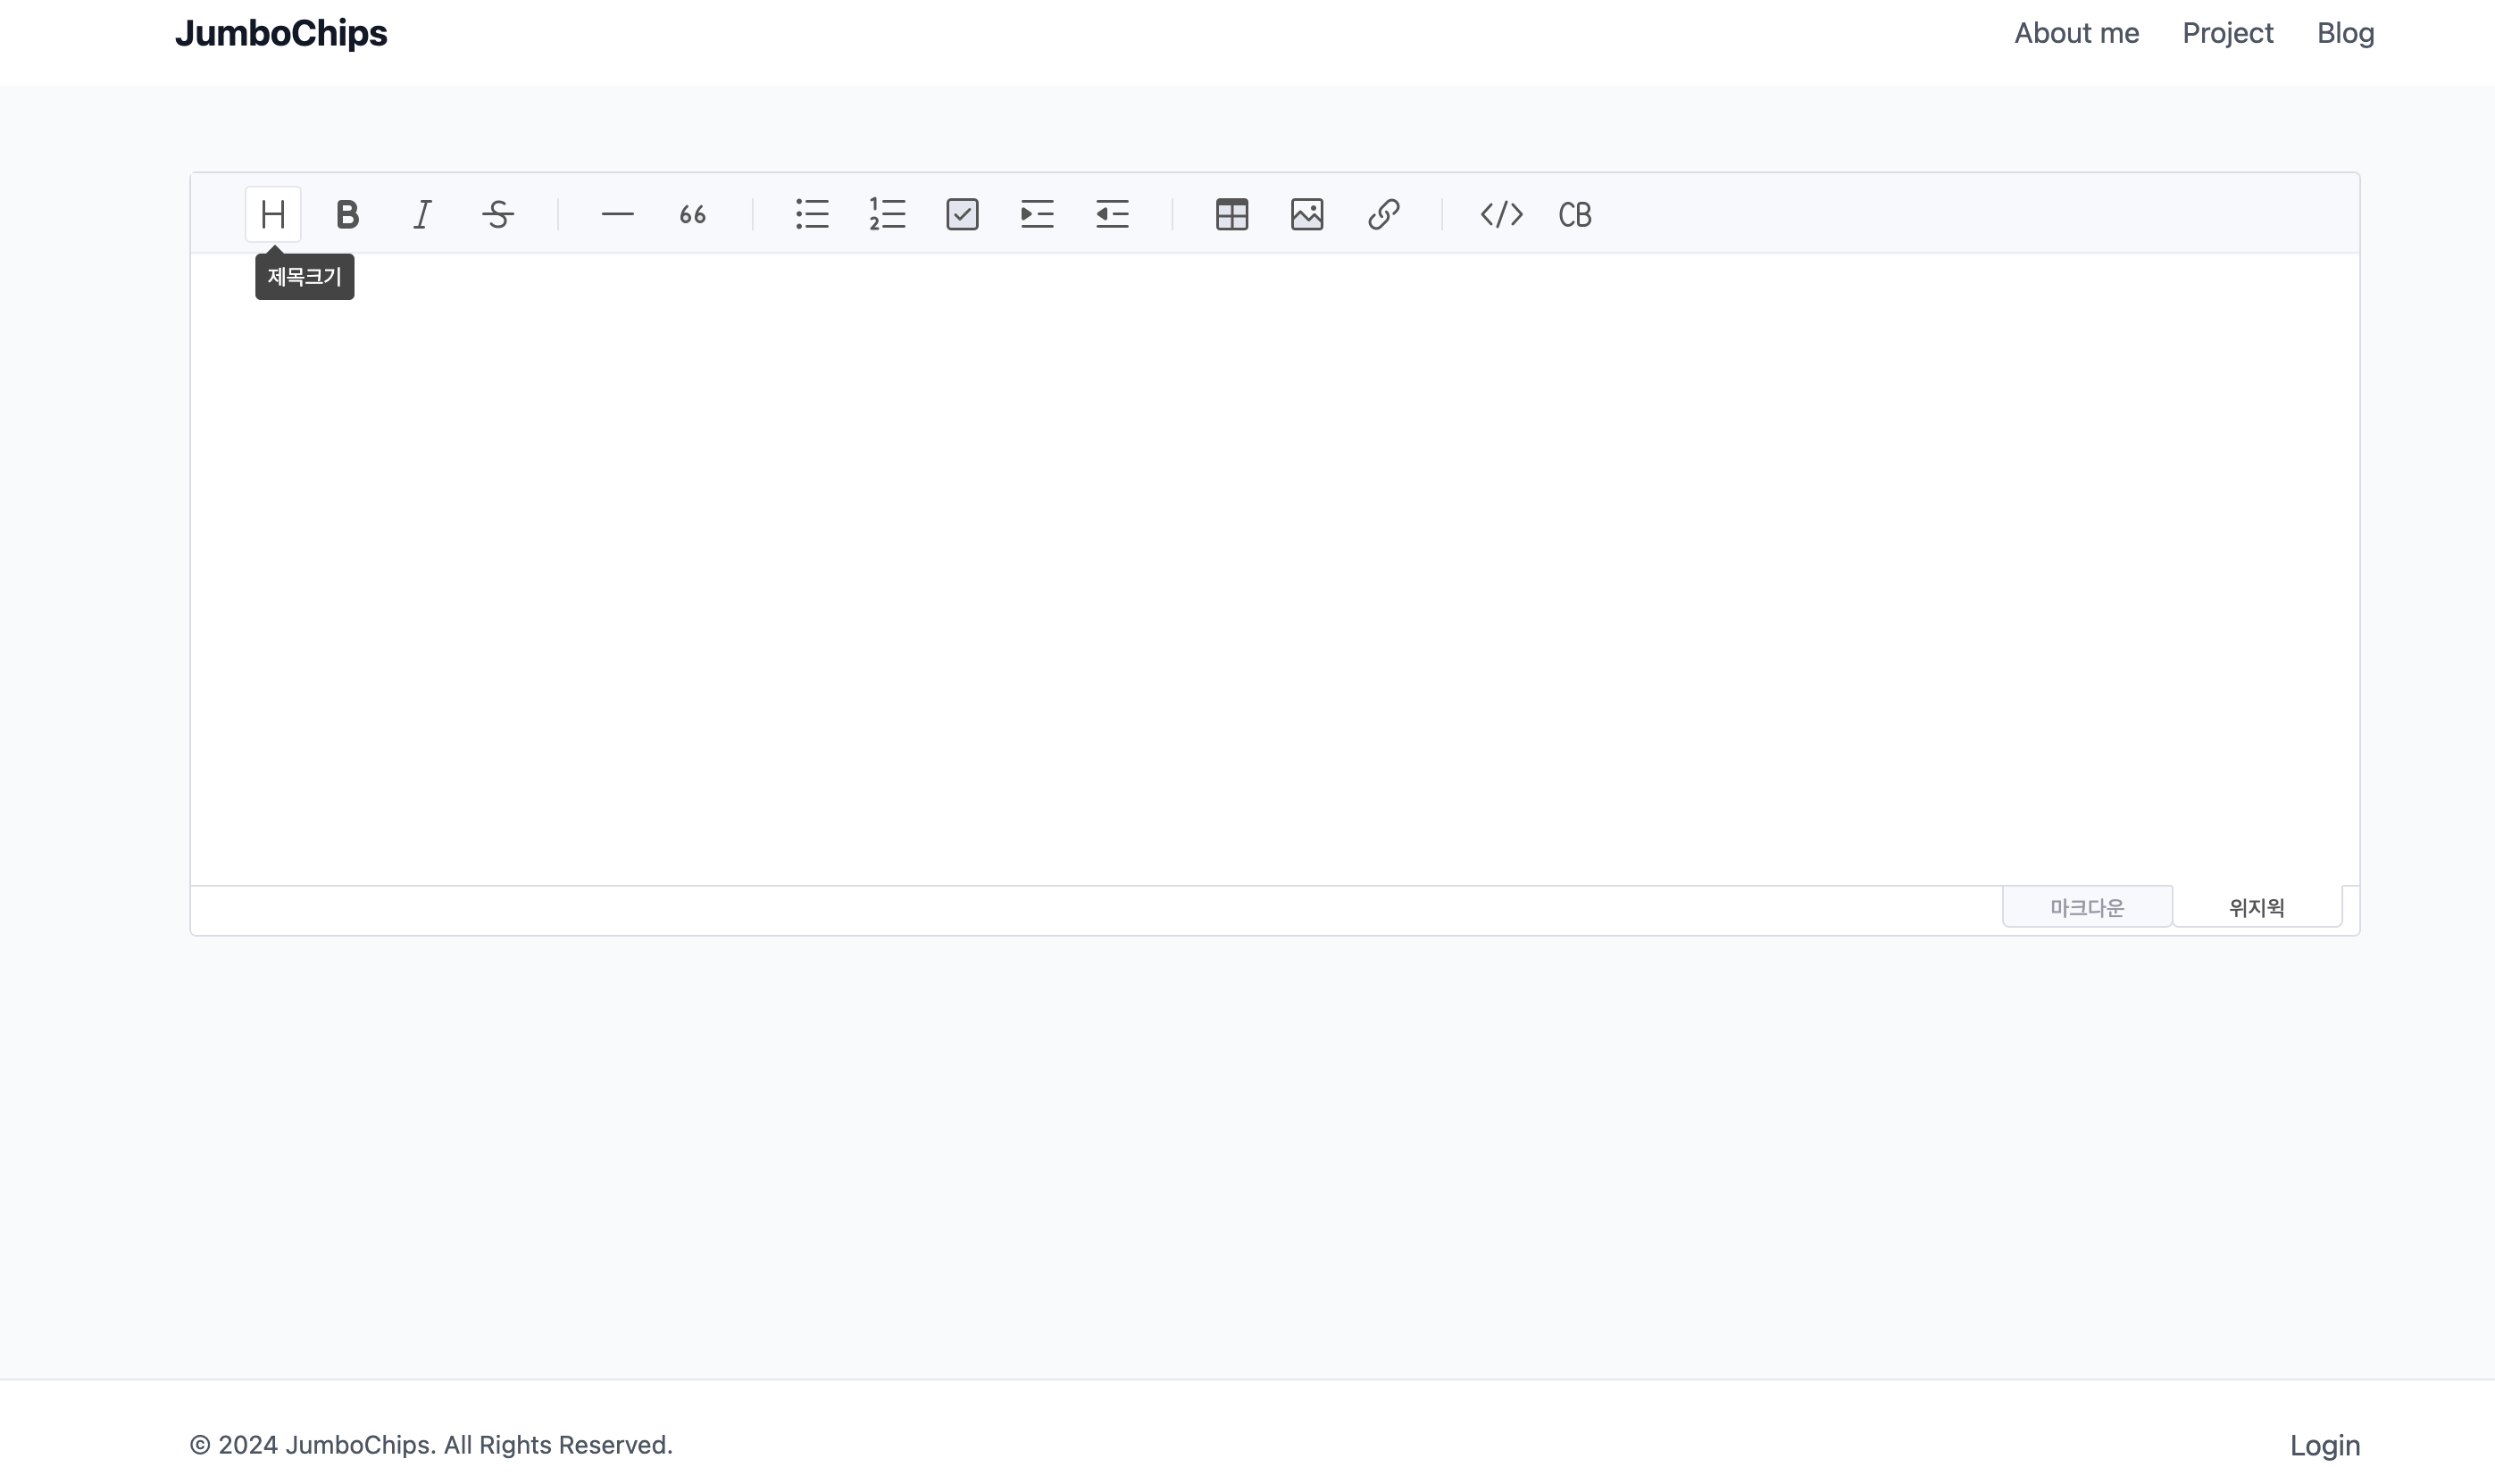 JumboChips
About me Project Blog
H B I S 66 </> CB
제목크기
마크다운 위지윅
© 2024 JumboChips. All Rights Reserved.
Login